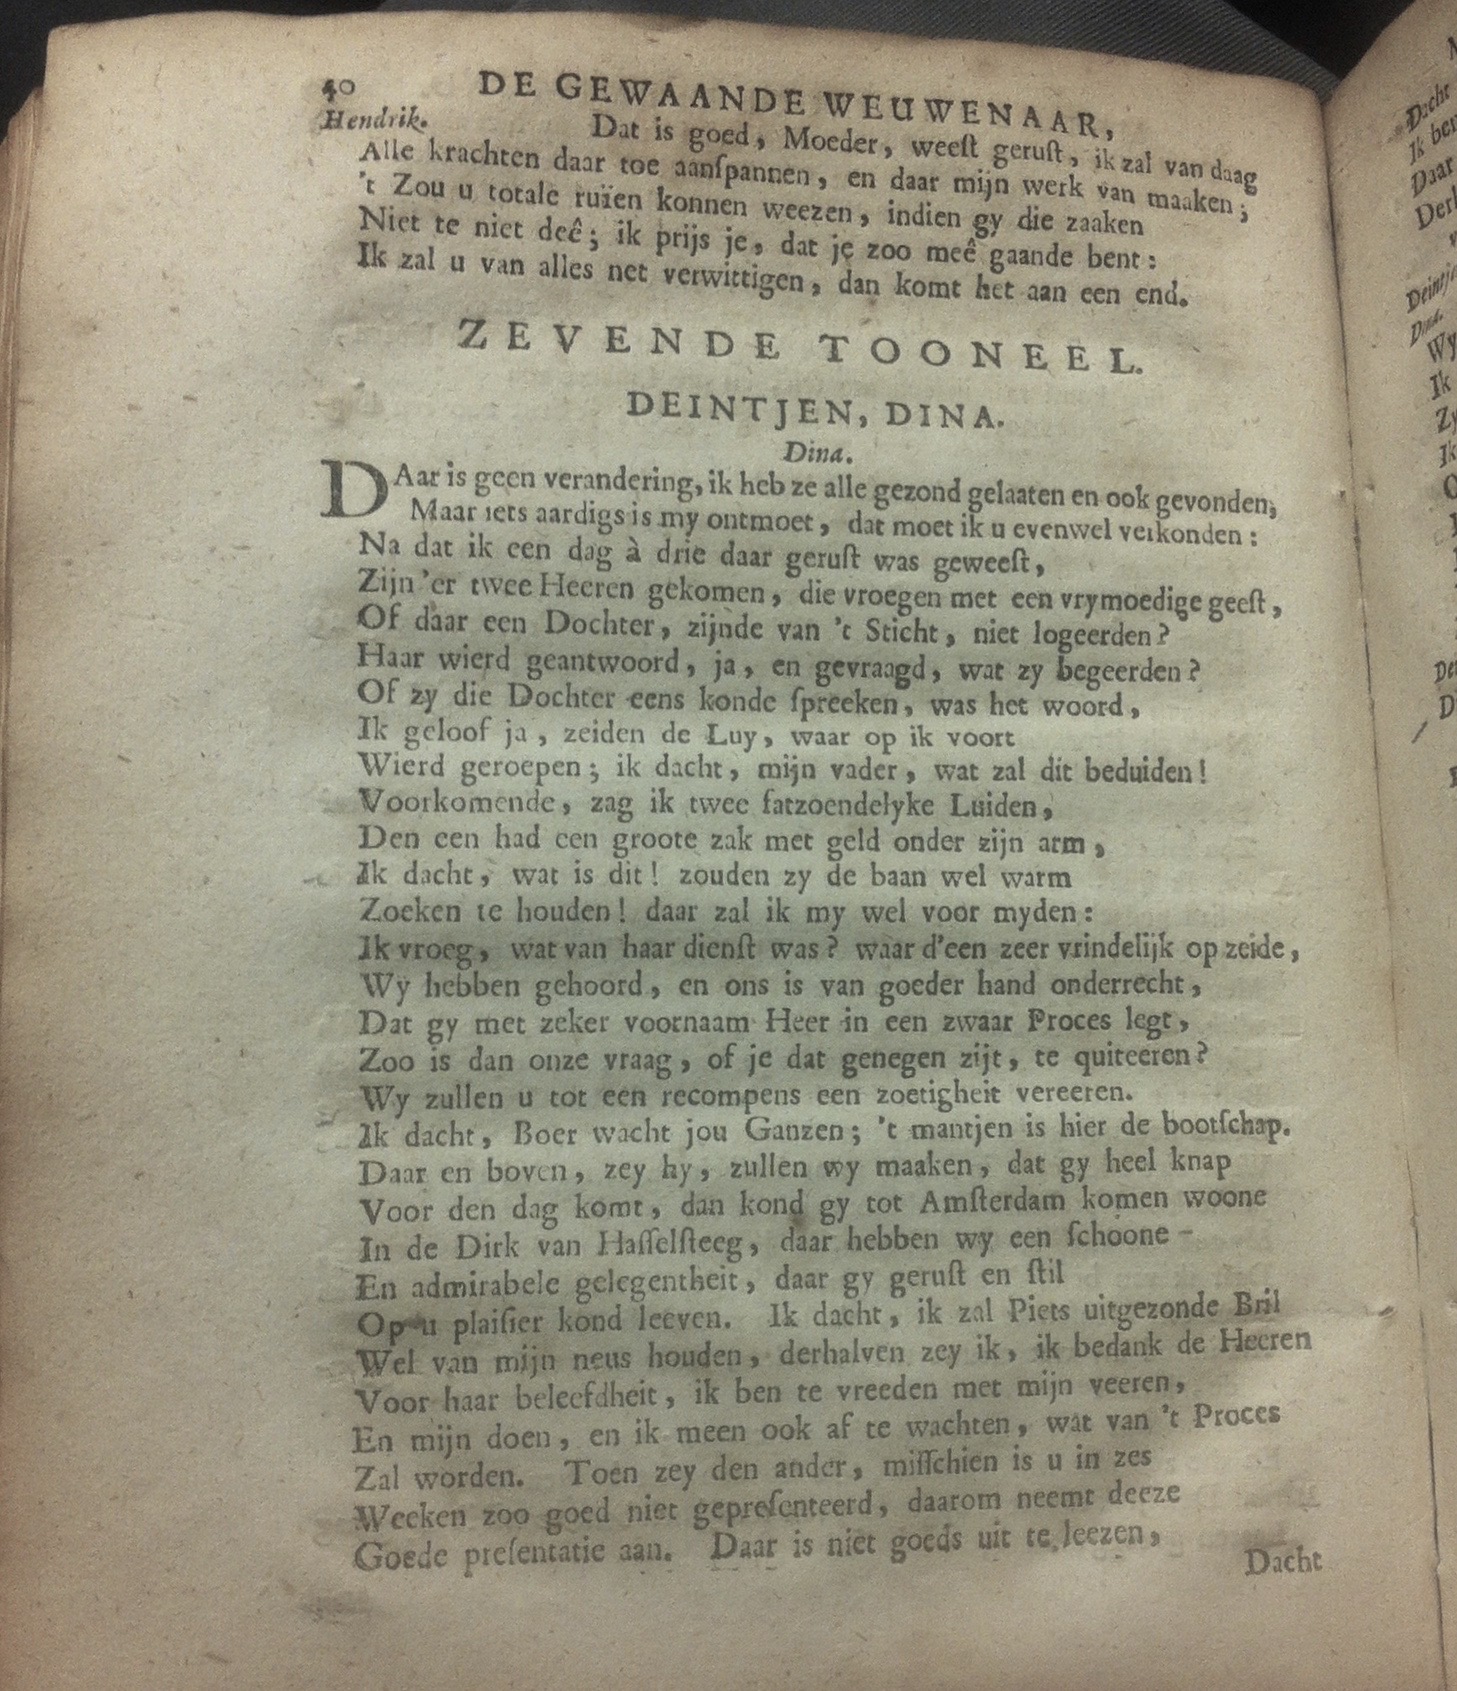 40 DE GEWAANDE WEUWENAAR,
Hendrik. Dat is goed, Moeder, weeſt geruſt, ik zal van daag
Alle krachten daar toe aanſpannen, en daar mijn werk van maaken;
't Zou u totale ruïen konnen weezen, indien gy die zaaken
Niet te niet deê; ik prijs je, dat je zoo meê gaande bent:
Ik zal u van alles net verwittigen, dan komt het aan een end.
ZEVENDE TOONEEL.
DEINTJEN, DINA.
Dina.
DAar is geen verandering, ik heb ze alle gezond gelaaten en ook gevonden,
Maar iets aardigs is my ontmoet, dat moet ik u evenwel verkonden:
Na dat ik een dag à drie daar geruſt was geweeſt,
Zijn 'er twee Heeren gekomen, die vroegen met een vrymoedige geeſt,
Of daar een Dochter, zijnde van 't Sticht, niet logeerden?
Haar wierd geantwoord, ja, en gevraagd, wat zy begeerden?
Of zy die Dochter eens konde ſpreeken, was het woord,
Ik geloof ja, zeiden de Luy, waar op ik voort
Wierd geroepen; ik dacht, mijn vader, wat zal dit beduiden!
Voorkomende, zag ik twee fatzoendelyke Luiden,
Den een had een groote zak met geld onder zijn arm,
Ik dacht, wat is dit! zouden zy de baan wel warm
Zoeken te houden! daar zal ik my wel voor myden:
Ik vroeg, wat van haar dienſt was? waar d'een zeer vrindelijk op zeide,
Wy hebben gehoord, en ons is van goeder hand onderrecht,
Dat gy met zeker voornaam Heer in een zwaar Proces legt,
Zoo is dan onze vraag, of je dat genegen zijt, te quiteeren?
Wy zullen u tot een recompens een zoetigheit vereeren.
Ik dacht, Boer wacht jou Ganzen; 't mantjen is hier de bootſchap.
Daar en boven, zey hy, zullen wy maaken, dat gy heel knap
Voor den dag komt, dan kond gy tot Amſterdam komen woone
In de Dirk van Haſſelſteeg, daar hebben wy een ſchoone
En admirabele gelegentheit, daar gy geruſt en ſtil
Op u plaiſier kond leeven. Ik dacht, ik zal Piets uitgezonde Bril
Wel van mijn neus houden, derhalven zey ik, ik bedank de Heeren
Voor haar beleefdheit, ik ben te vreeden met mijn veeren,
En mijn doen, en ik meen ook af te wachten, wat van 't Proces
Zal worden. Toen zey den ander, miſſchien is u in zes
Weeken zoo goed niet gepreſenteerd, daarom neemt deeze
Goede preſentatie aan. Daar is niet goeds uit te leezen,
Dacht